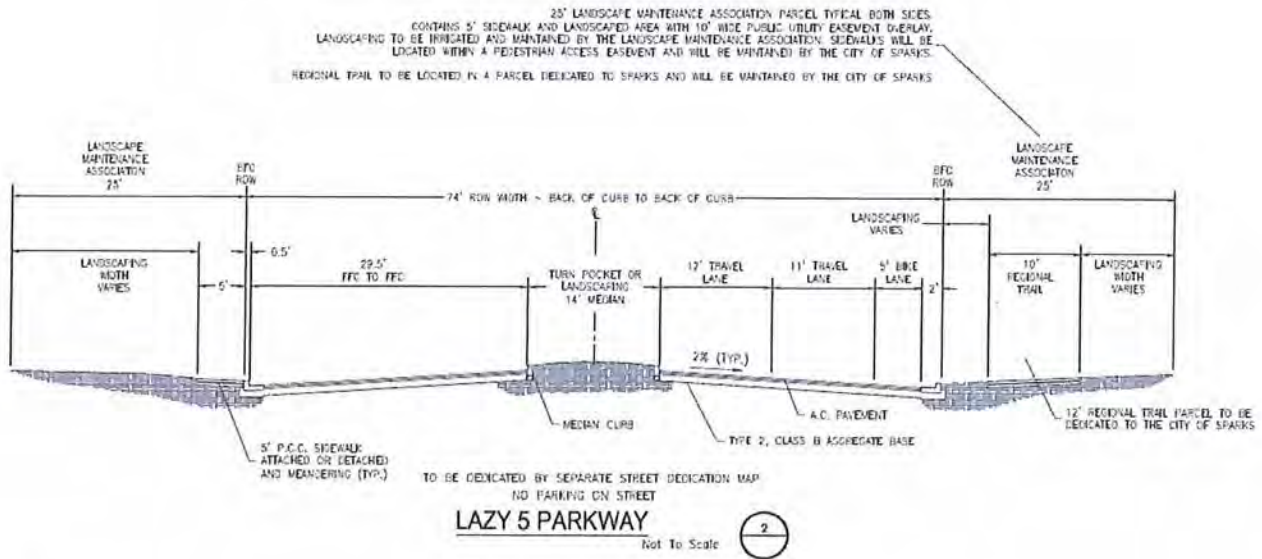 25' LANDSCAPE MAINTENANCE ASSOCIATION PARCEL TYPICAL BOTH SIDES.
CONTAINS 5' SIDEWALK AND LANDSCAPED AREA WITH 10' WIDE PUBLIC UTILITY EASEMENT OVERLAY.
LANDSCAPING TO BE IRRIGATED AND MAINTAINED BY THE LANDSCAPE MAINTENANCE ASSOCIATION. SIDEWALKS WILL BE
LOCATED WITHIN A PEDESTRIAN ACCESS EASEMENT AND WILL BE MAINTAINED BY THE CITY OF SPARKS.
REGIONAL TRAIL TO BE LOCATED IN A PARCEL DEDICATED TO SPARKS AND WILL BE MAINTAINED BY THE CITY OF SPARKS
LANDSCAPE
MAINTENANCE
ASSOCIATON
25'
BFC
ROW
74' ROW WIDTH - BACK OF CURB TO BACK OF CURB
℄
BFC
ROW
LANDSCAPE
MAINTENANCE
ASSOCIATON
25'
LANDSCAPING
WIDTH
VARIES
5'
0.5'
29.5'
FFC TO FFC
TURN POCKET OR
LANDSCAPING
14' MEDIAN
12' TRAVEL
LANE
11' TRAVEL
LANE
5' BIKE
LANE
2'
LANDSCAPING
VARIES
10'
REGIONAL
TRAIL
LANDSCAPING
WIDTH
VARIES
2% (TYP.)
5' P.C.C. SIDEWALK
ATTACHED OR DETACHED
AND MEANDERING (TYP.)
MEDIAN CURB
A.C. PAVEMENT
TYPE 2, CLASS B AGGREGATE BASE
12' REGIONAL TRAIL PARCEL TO BE
DEDICATED TO THE CITY OF SPARKS
TO BE DEDICATED BY SEPARATE STREET DEDICATION MAP
NO PARKING ON STREET
LAZY 5 PARKWAY
Not To Scale
2